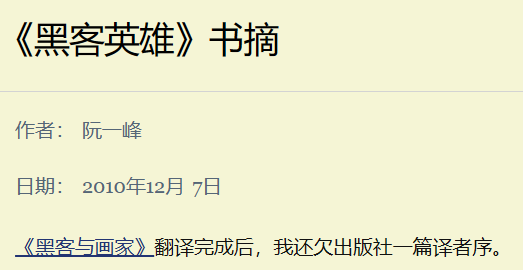 《黑客英雄》书摘
作者： 阮一峰
日期： 2010年12月 7日
《黑客与画家》翻译完成后，我还欠出版社一篇译者序。